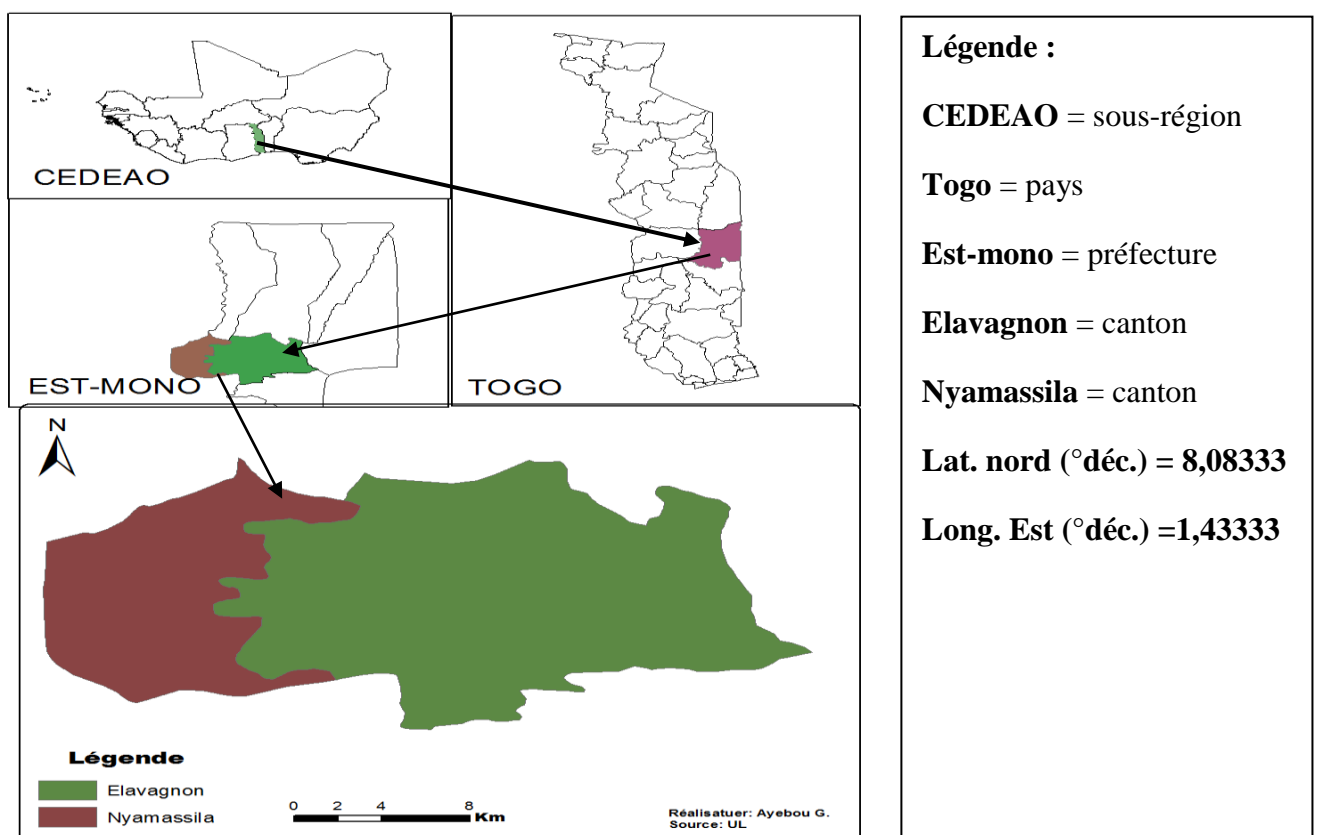 CEDEAO
EST-MONO
TOGO
N
Légende
Elavagnon
Nyamassila
0 2 4 8
Km
Réalisatuer: Ayebou G.
Source: UL
Légende :
CEDEAO = sous-région
Togo = pays
Est-mono = préfecture
Elavagnon = canton
Nyamassila = canton
Lat. nord (°déc.) = 8,08333
Long. Est (°déc.) =1,43333